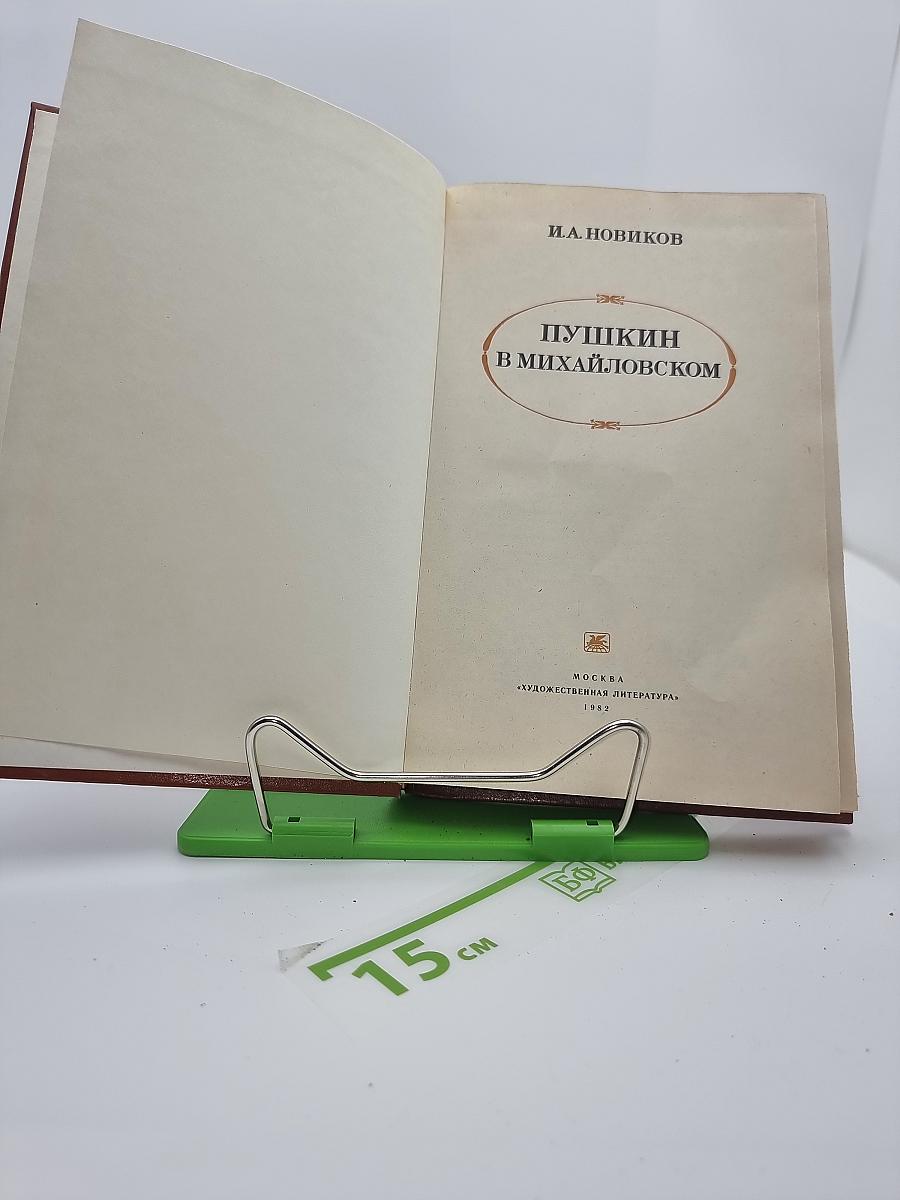 И.А. НОВИКОВ
ПУШКИН
В МИХАЙЛОВСКОМ
МОСКВА
«ХУДОЖЕСТВЕННАЯ ЛИТЕРАТУРА»
1982
БФ
15 см